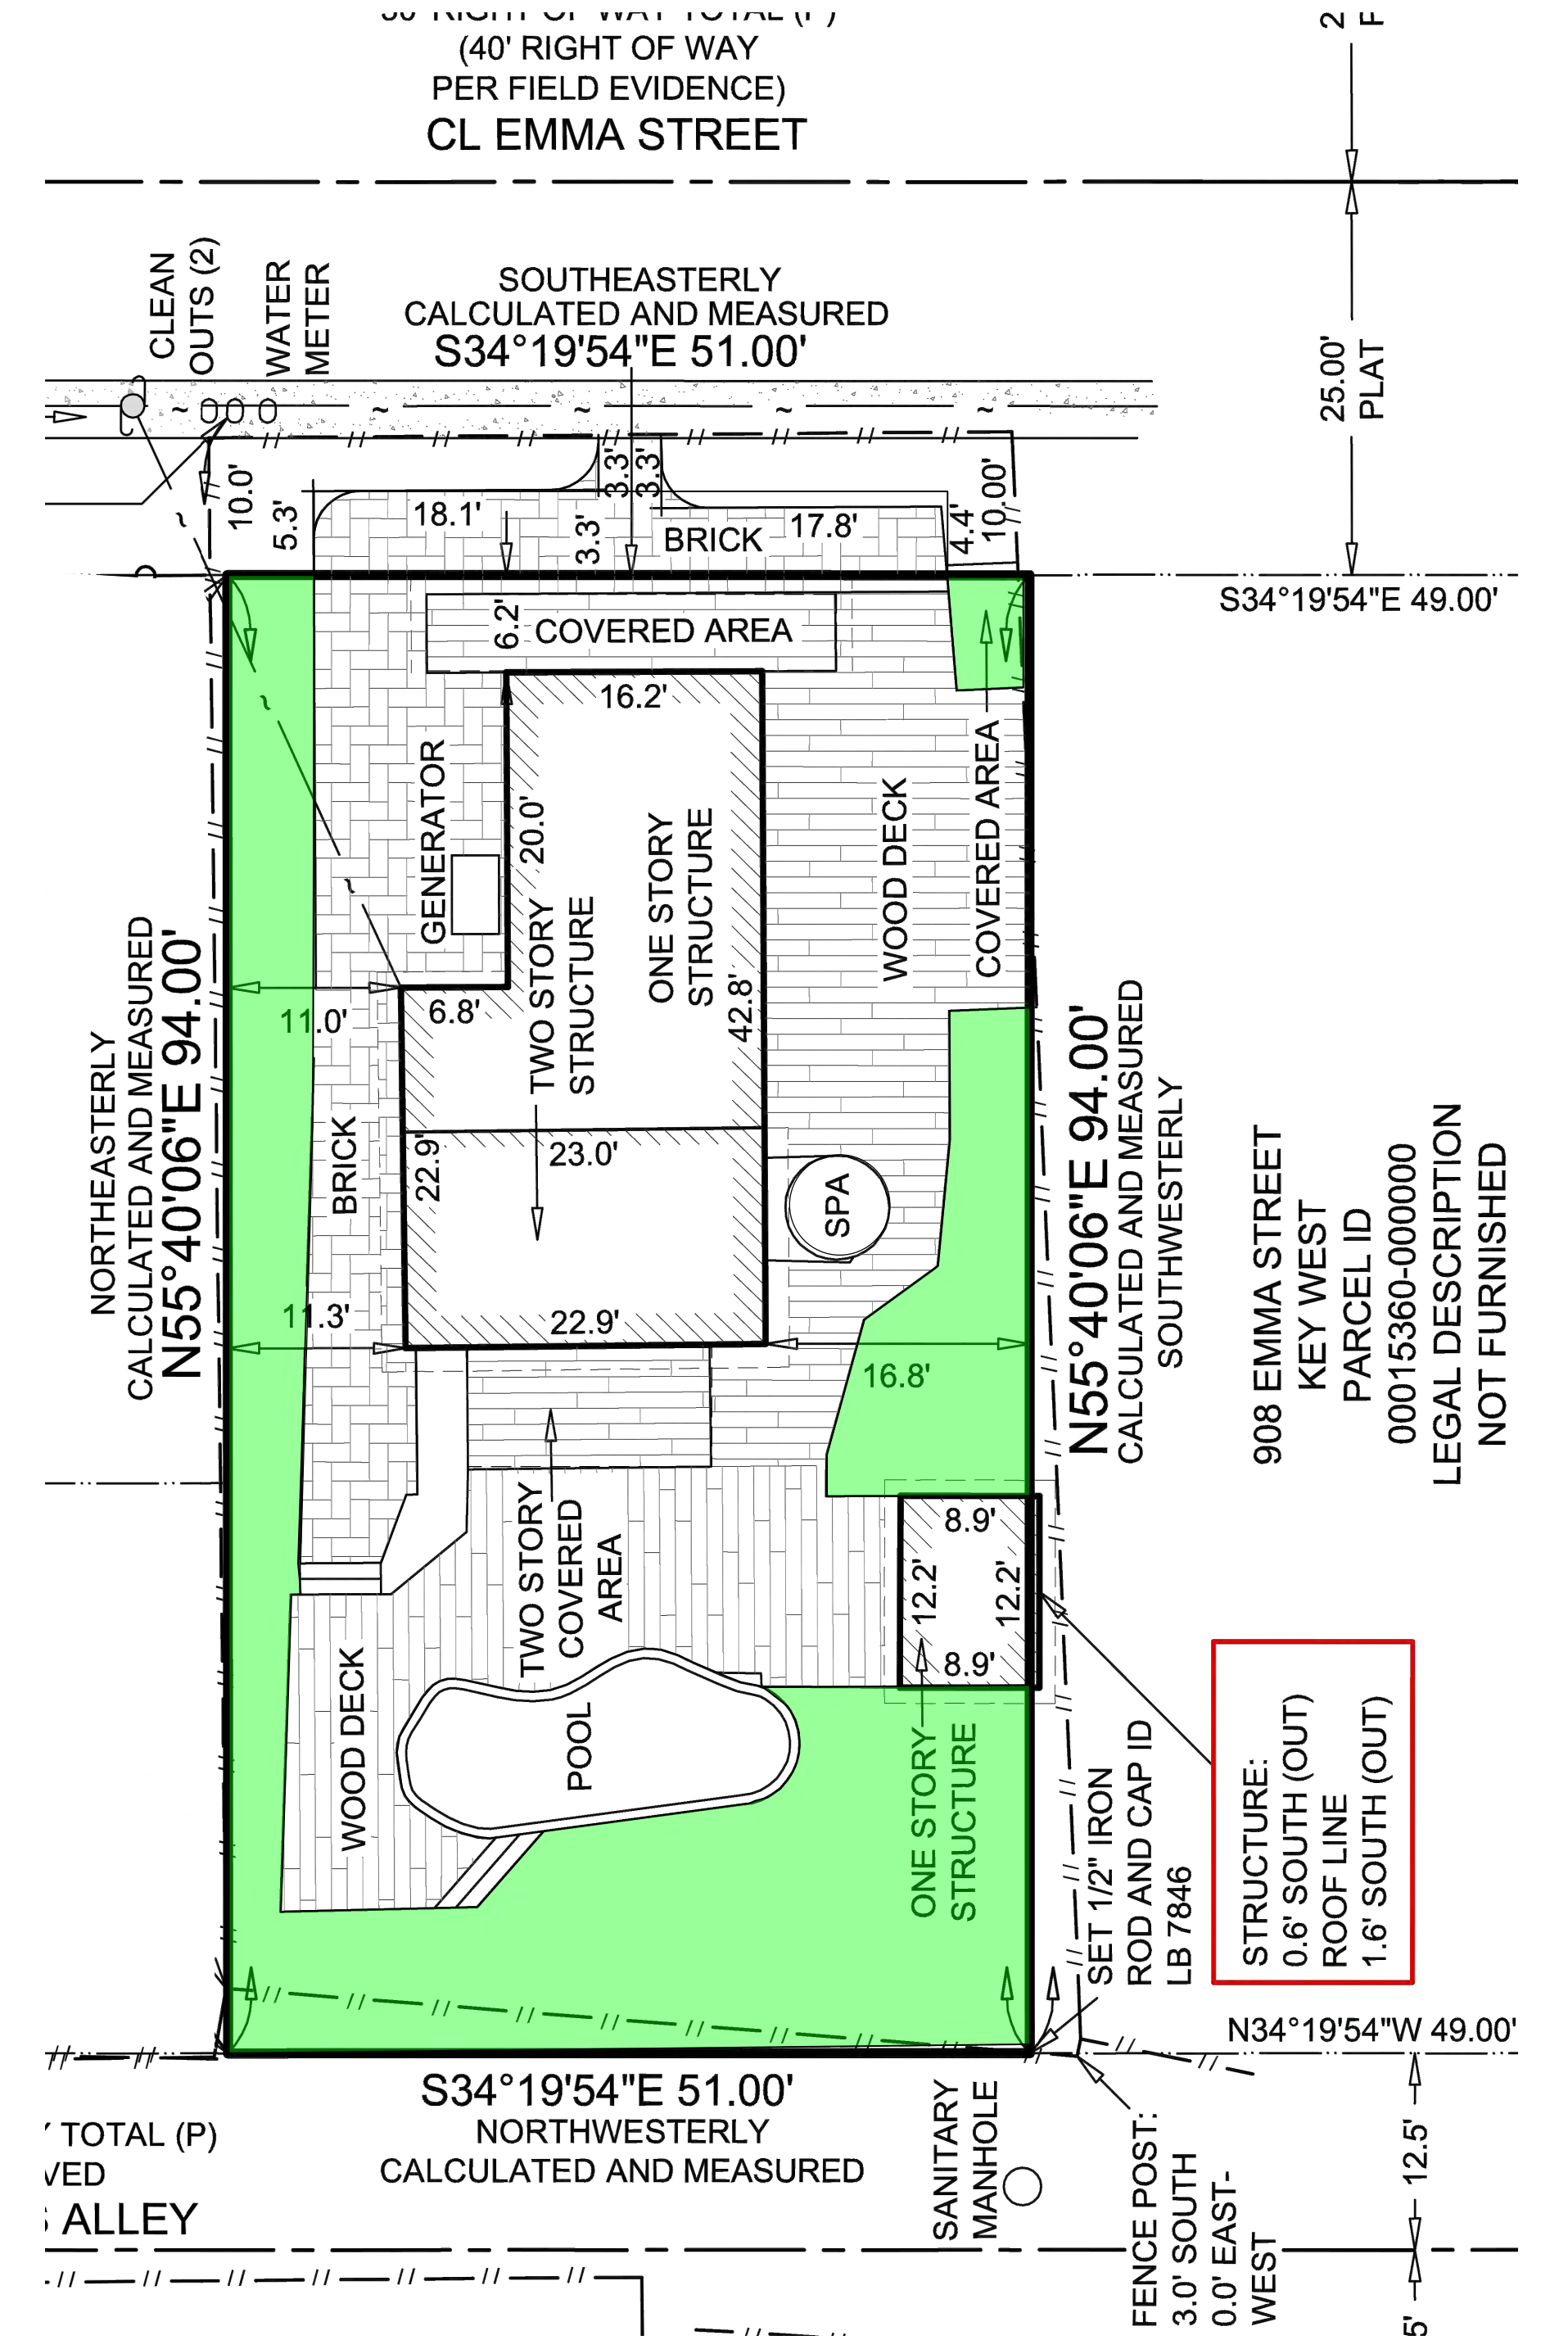 50' RIGHT OF WAY TOTAL (P)
(40' RIGHT OF WAY
PER FIELD EVIDENCE)
CL EMMA STREET
CLEAN
OUTS (2)
WATER
METER
SOUTHEASTERLY
CALCULATED AND MEASURED
S34°19'54"E 51.00'
25.00'
PLAT
10.0'
5.3'
18.1'
3.3'
3.3'
3.3'
BRICK
17.8'
4.4'
10.00'
S34°19'54"E 49.00'
6.2'
COVERED AREA
16.2'
GENERATOR
20.0'
TWO STORY
STRUCTURE
ONE STORY
STRUCTURE
42.8'
WOOD DECK
COVERED AREA
11.0'
6.8'
NORTHEASTERLY
CALCULATED AND MEASURED
N55°40'06"E 94.00'
BRICK
22.9'
23.0'
SPA
N55°40'06"E 94.00'
CALCULATED AND MEASURED
SOUTHWESTERLY
908 EMMA STREET
KEY WEST
PARCEL ID
00015360-000000
LEGAL DESCRIPTION
NOT FURNISHED
11.3'
22.9'
16.8'
TWO STORY
COVERED
AREA
8.9'
12.2'
12.2'
8.9'
WOOD DECK
POOL
ONE STORY
STRUCTURE
SET 1/2" IRON
ROD AND CAP ID
LB 7846
STRUCTURE:
0.6' SOUTH (OUT)
ROOF LINE
1.6' SOUTH (OUT)
N34°19'54"W 49.00'
S34°19'54"E 51.00'
NORTHWESTERLY
CALCULATED AND MEASURED
SANITARY
MANHOLE
FENCE POST:
3.0' SOUTH
0.0' EAST-
WEST
12.5'
TOTAL (P)
VED
ALLEY
5'